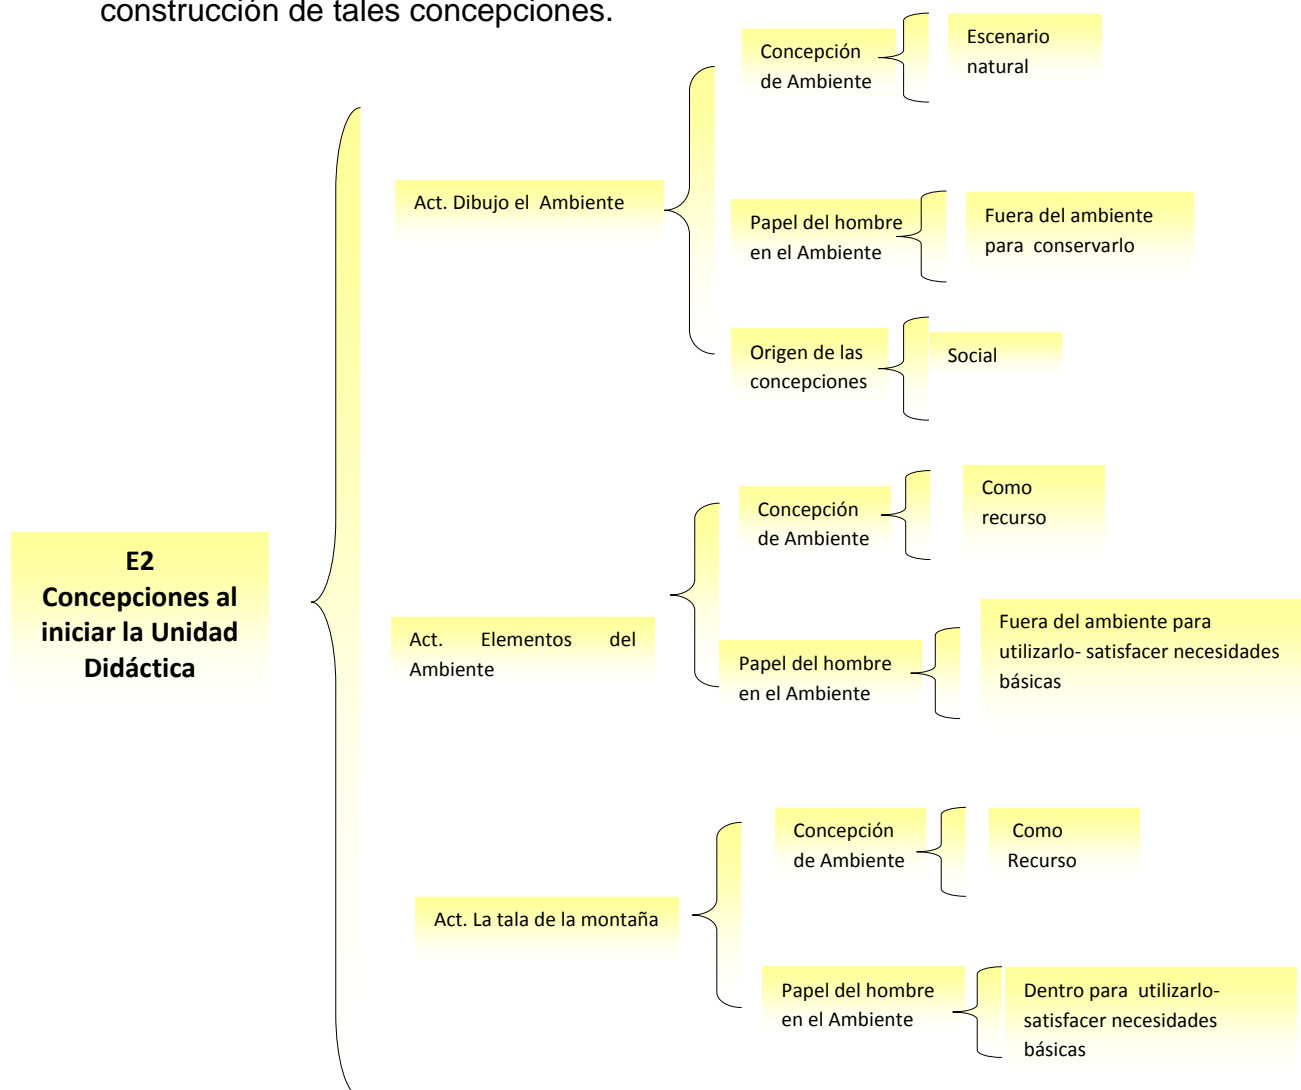 construcción de tales concepciones.
Concepción
de Ambiente
Escenario
natural
Act. Dibujo el Ambiente
Papel del hombre
en el Ambiente
Fuera del ambiente
para conservarlo
Origen de las
concepciones
Social
E2
Concepciones al
iniciar la Unidad
Didáctica
Act. Elementos del
Ambiente
Concepción
de Ambiente
Como
recurso
Papel del hombre
en el Ambiente
Fuera del ambiente para
utilizarlo- satisfacer necesidades
básicas
Act. La tala de la montaña
Concepción
de Ambiente
Como
Recurso
Papel del hombre
en el Ambiente
Dentro para utilizarlo-
satisfacer necesidades
básicas